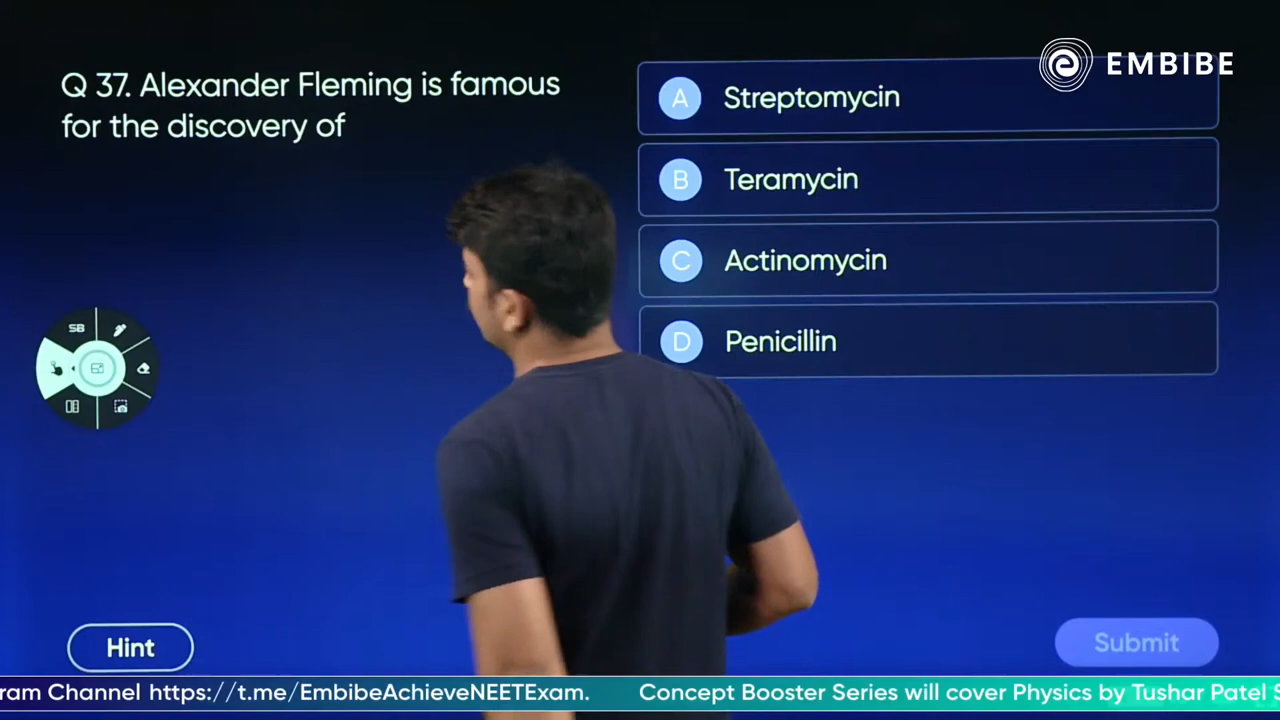 EMBIBE
Q 37. Alexander Fleming is famous
for the discovery of
A Streptomycin
B Teramycin
C Actinomycin
D Penicillin
SB
Hint
Submit
ram Channel https://t.me/EmbibeAchieveNEETExam. Concept Booster Series will cover Physics by Tushar Patel S